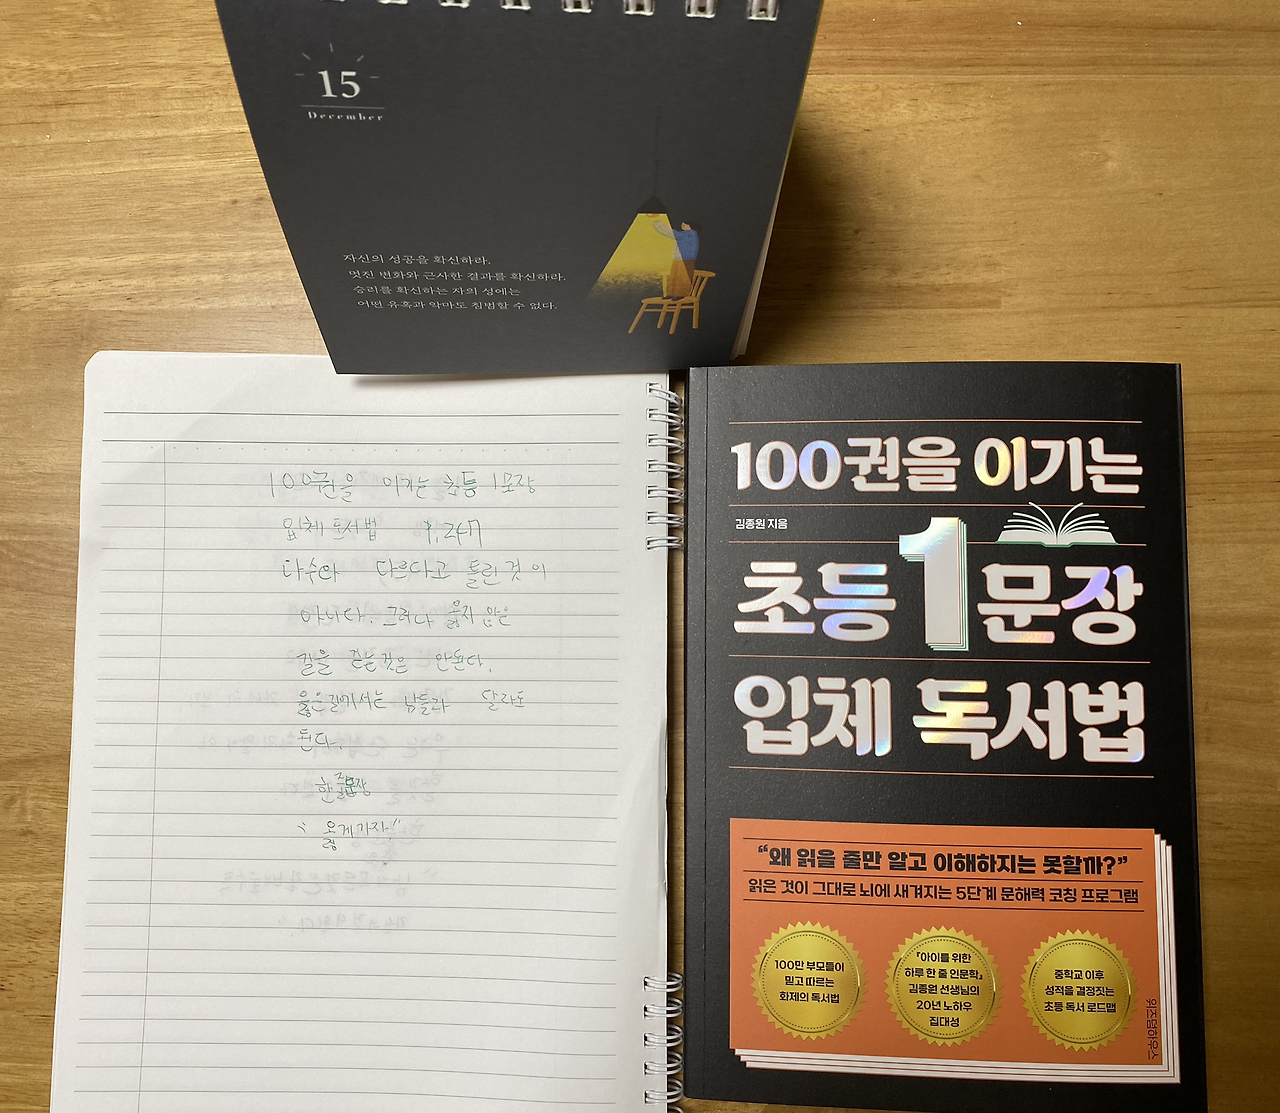 15
December
자신의 성공을 확신하라.
멋진 변화와 근사한 결과를 확신하라.
승리를 확신하는 자의 성에는
어떤 유혹과 악마도 침범할 수 없다.
100권을 이기는 초등 1문장
입체 독서법 P.247
다수와 다르다고 틀린 것이
아니다. 그러나 옳지 않은
길을 걷는것은 안된다.
옳은길에서는 남들과 달라도
된다.
한줄문장
"옳게 가자!"
100권을 이기는
김종원 지음
초등 1 문장
입체 독서법
“왜 읽을 줄만 알고 이해하지는 못할까?”
읽은 것이 그대로 뇌에 새겨지는 5단계 문해력 코칭 프로그램
100만 부모들이
믿고 따르는
화제의 독서법
『아이를 위한
하루 한 줄 인문학』
김종원 선생님의
20년 노하우
집대성
중학교 이후
성적을 결정짓는
초등 독서 로드맵
위즈덤하우스